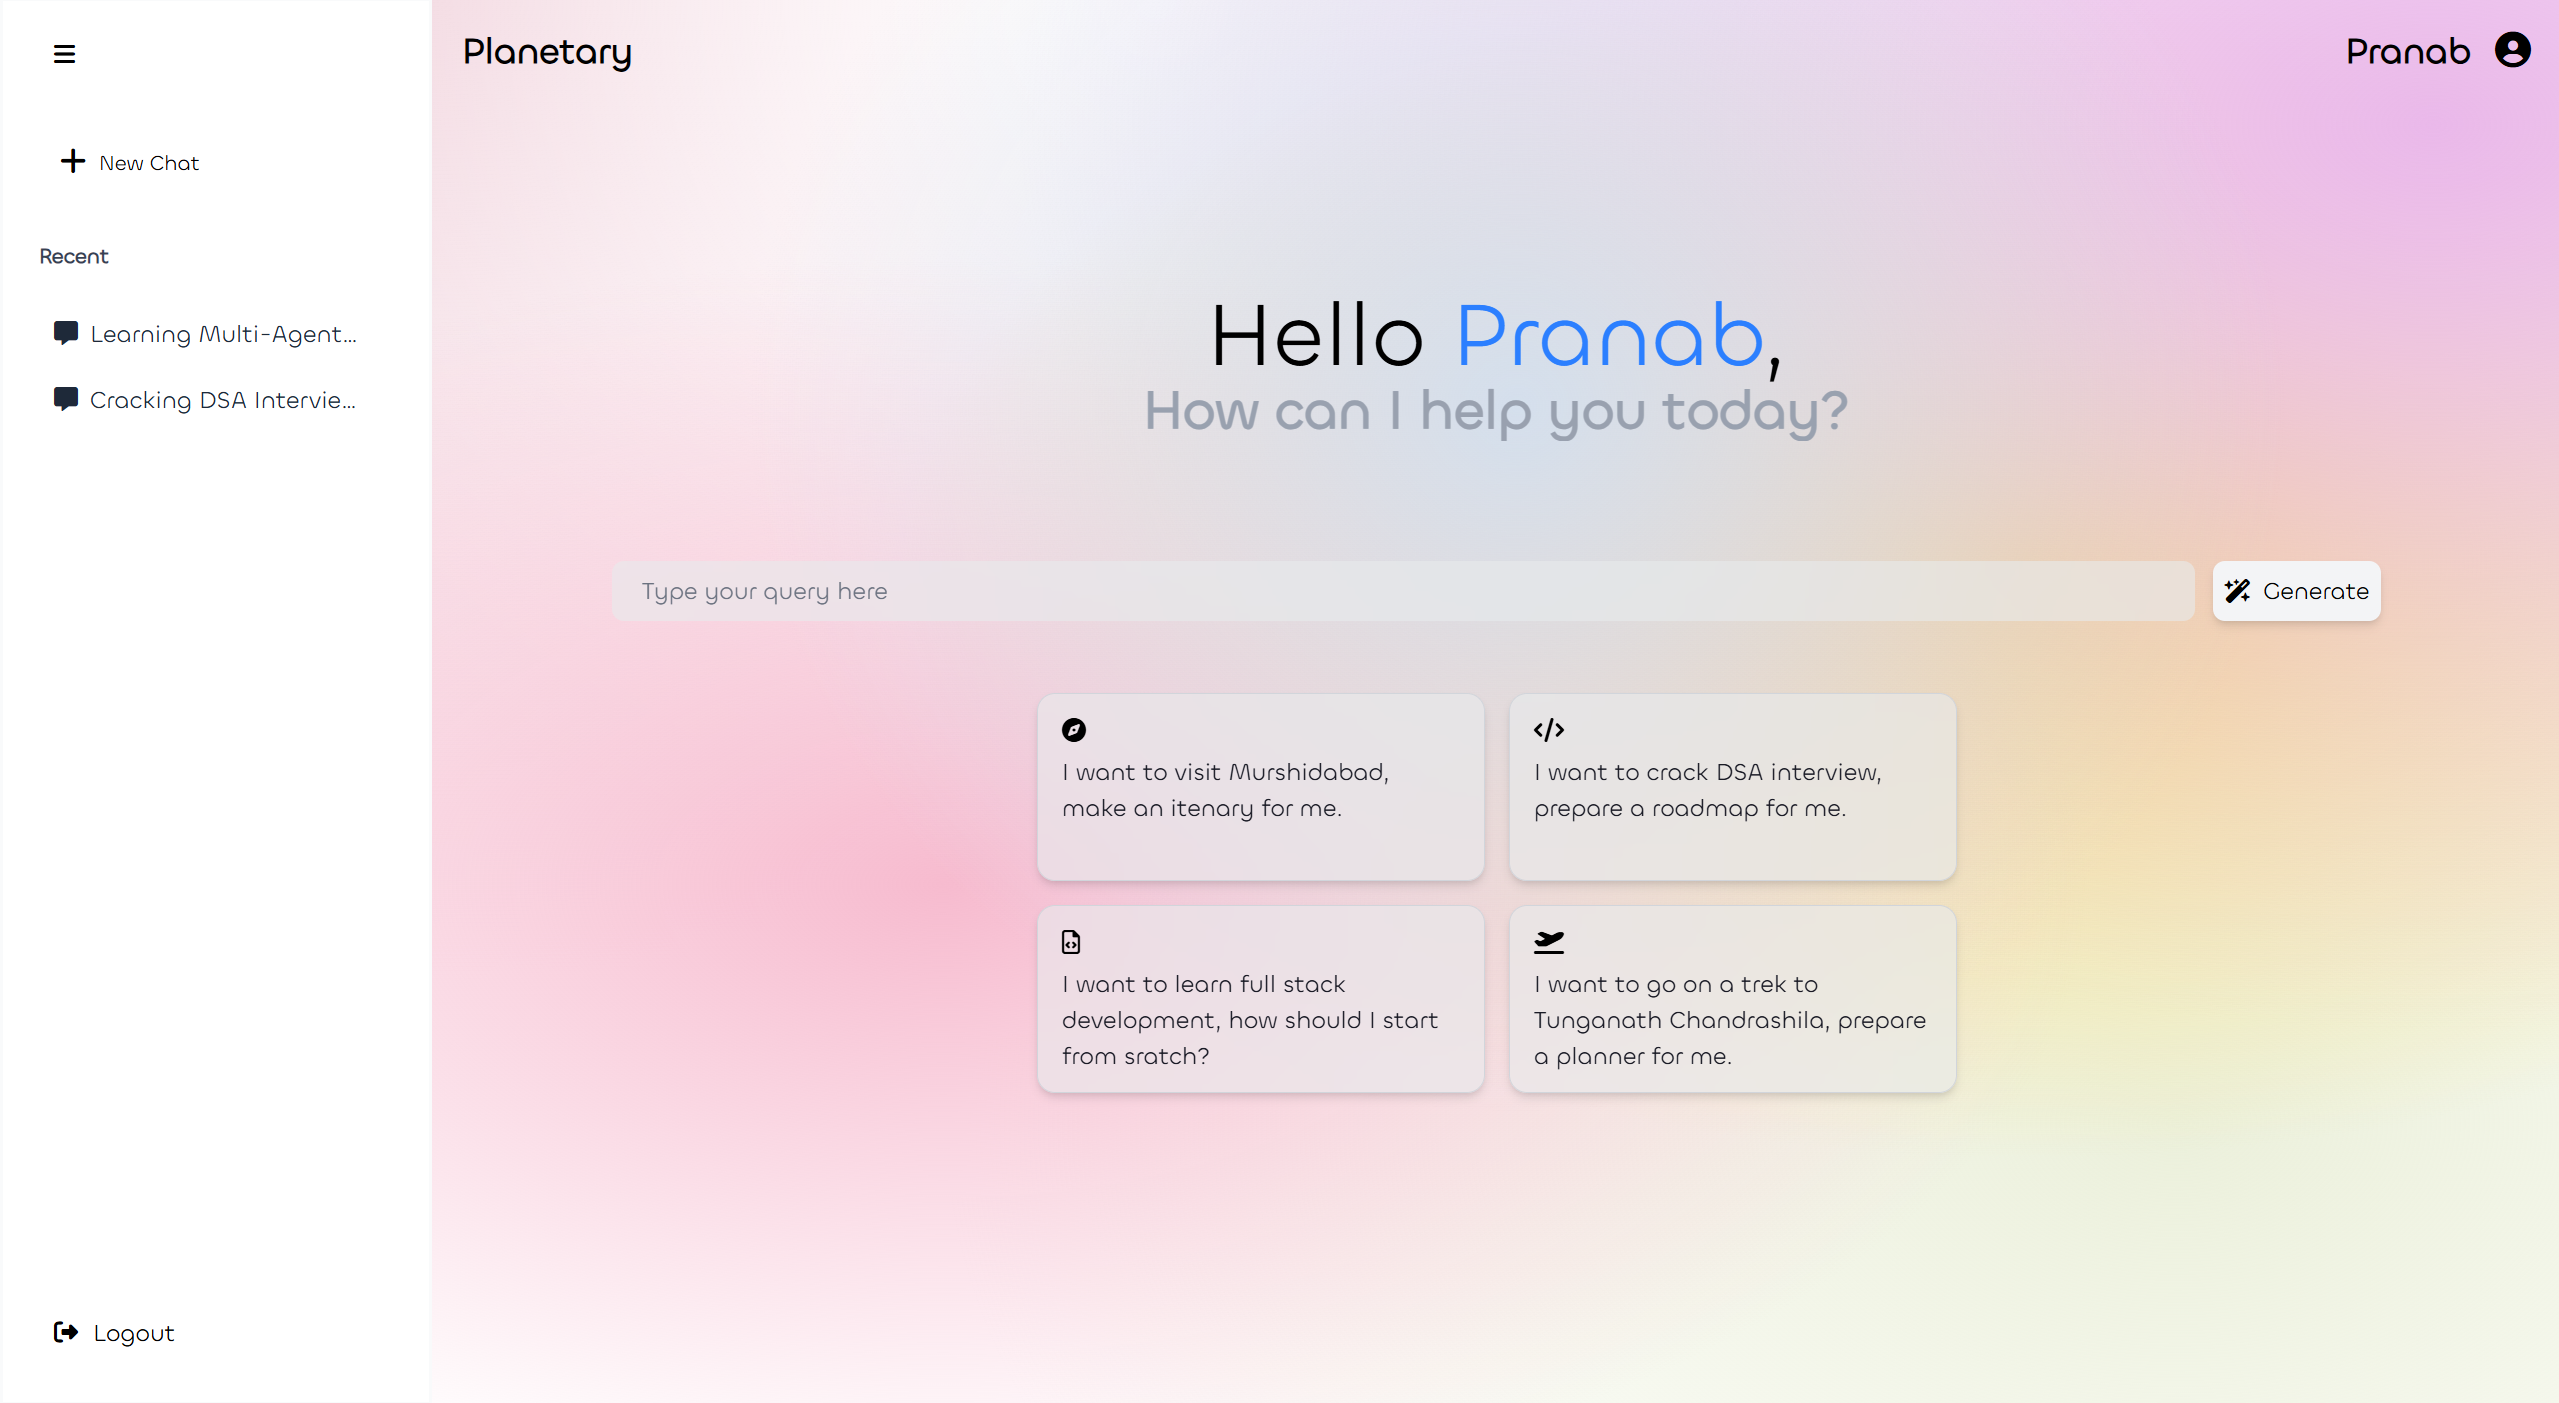 Planetary
Pranab
New Chat
Recent
Learning Multi-Agent...
Cracking DSA Intervie...
Hello Pranab,
How can I help you today?
Type your query here
Generate
I want to visit Murshidabad,
make an itenary for me.
I want to crack DSA interview,
prepare a roadmap for me.
I want to learn full stack
development, how should I start
from sratch?
I want to go on a trek to
Tunganath Chandrashila, prepare
a planner for me.
Logout